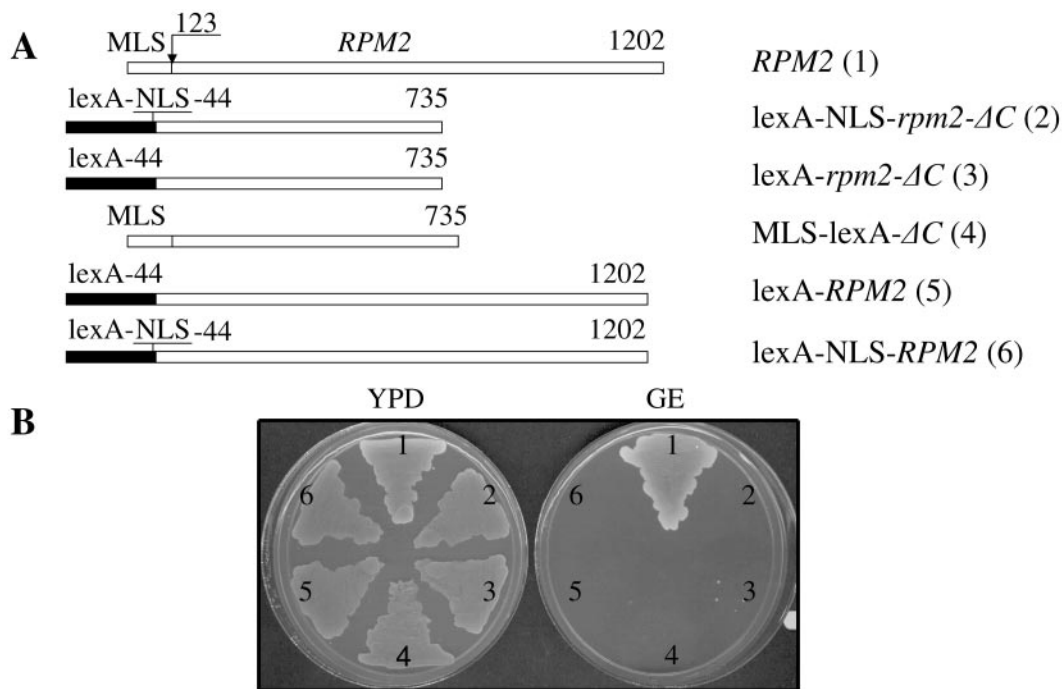 A
123
MLS RPM2 1202 RPM2 (1)
lexA-NLS-44 735 lexA-NLS-rpm2-ΔC (2)
lexA-44 735 lexA-rpm2-ΔC (3)
MLS 735 MLS-lexA-ΔC (4)
lexA-44 1202 lexA-RPM2 (5)
lexA-NLS-44 1202 lexA-NLS-RPM2 (6)
B
YPD GE
1 1
6 2 6 2
5 3 5 3
4 4